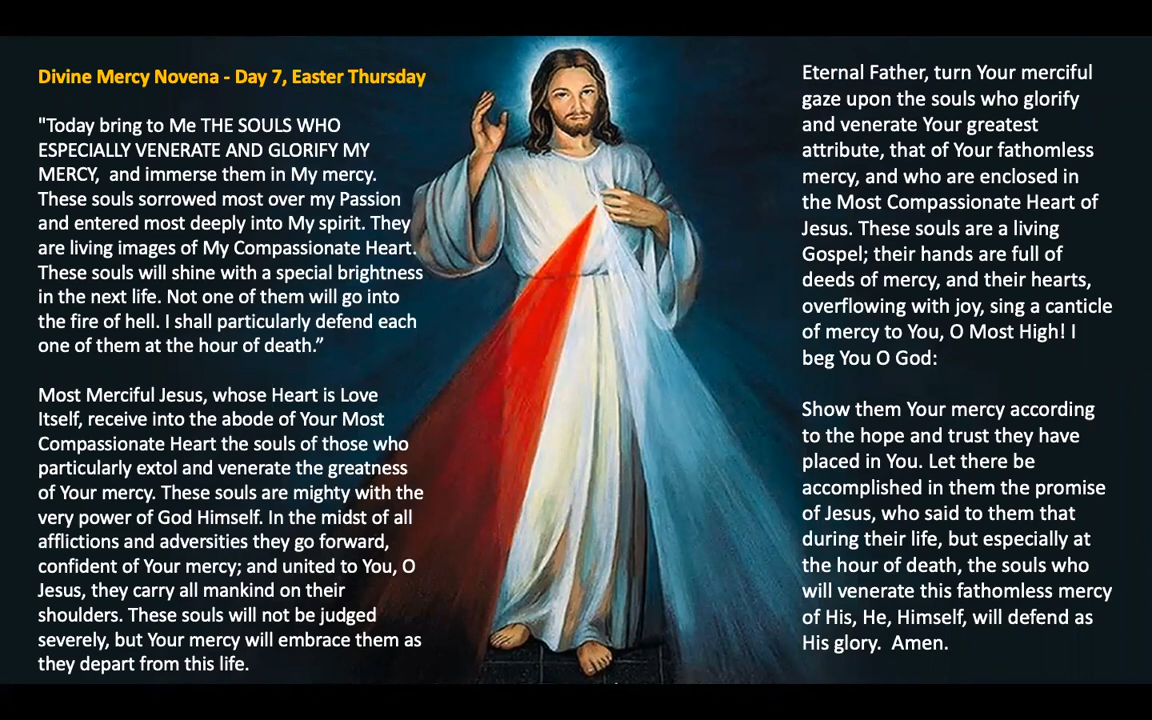 Divine Mercy Novena - Day 7, Easter Thursday
"Today bring to Me THE SOULS WHO
ESPECIALLY VENERATE AND GLORIFY MY
MERCY,  and immerse them in My mercy.
These souls sorrowed most over my Passion
and entered most deeply into My spirit. They
are living images of My Compassionate Heart.
These souls will shine with a special brightness
in the next life. Not one of them will go into
the fire of hell. I shall particularly defend each
one of them at the hour of death.”
Most Merciful Jesus, whose Heart is Love
Itself, receive into the abode of Your Most
Compassionate Heart the souls of those who
particularly extol and venerate the greatness
of Your mercy. These souls are mighty with the
very power of God Himself. In the midst of all
afflictions and adversities they go forward,
confident of Your mercy; and united to You, O
Jesus, they carry all mankind on their
shoulders. These souls will not be judged
severely, but Your mercy will embrace them as
they depart from this life.
Eternal Father, turn Your merciful
gaze upon the souls who glorify
and venerate Your greatest
attribute, that of Your fathomless
mercy, and who are enclosed in
the Most Compassionate Heart of
Jesus. These souls are a living
Gospel; their hands are full of
deeds of mercy, and their hearts,
overflowing with joy, sing a canticle
of mercy to You, O Most High! I
beg You O God:
Show them Your mercy according
to the hope and trust they have
placed in You. Let there be
accomplished in them the promise
of Jesus, who said to them that
during their life, but especially at
the hour of death, the souls who
will venerate this fathomless mercy
of His, He, Himself, will defend as
His glory.  Amen.